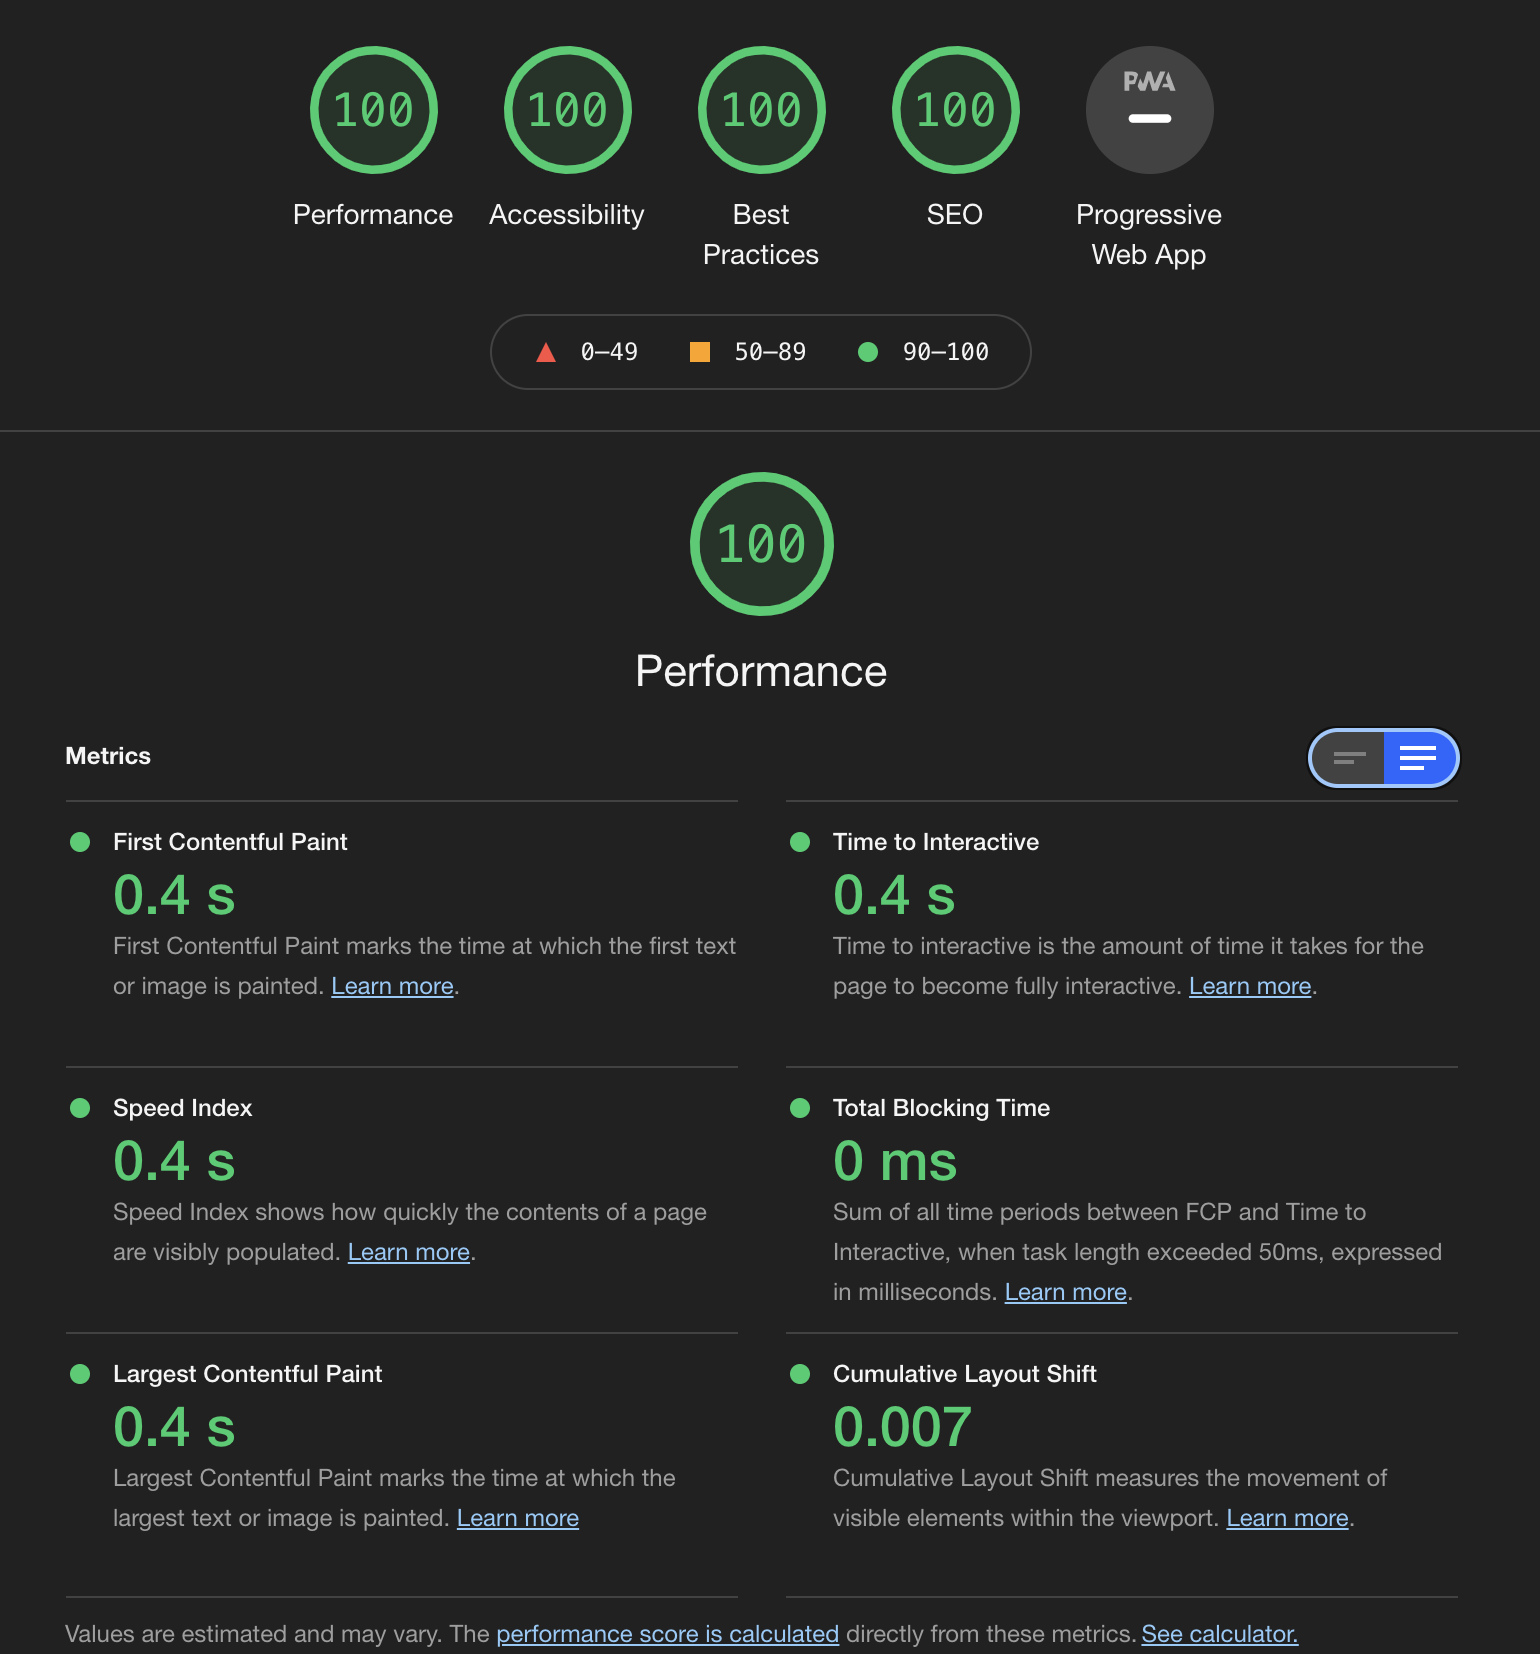 100 100 100 100 PWA
Performance Accessibility Best Practices SEO Progressive Web App
0–49 50–89 90–100
100
Performance
Metrics
First Contentful Paint
0.4 s
First Contentful Paint marks the time at which the first text
or image is painted. Learn more.
Time to Interactive
0.4 s
Time to interactive is the amount of time it takes for the
page to become fully interactive. Learn more.
Speed Index
0.4 s
Speed Index shows how quickly the contents of a page
are visibly populated. Learn more.
Total Blocking Time
0 ms
Sum of all time periods between FCP and Time to
Interactive, when task length exceeded 50ms, expressed
in milliseconds. Learn more.
Largest Contentful Paint
0.4 s
Largest Contentful Paint marks the time at which the
largest text or image is painted. Learn more
Cumulative Layout Shift
0.007
Cumulative Layout Shift measures the movement of
visible elements within the viewport. Learn more.
Values are estimated and may vary. The performance score is calculated directly from these metrics. See calculator.